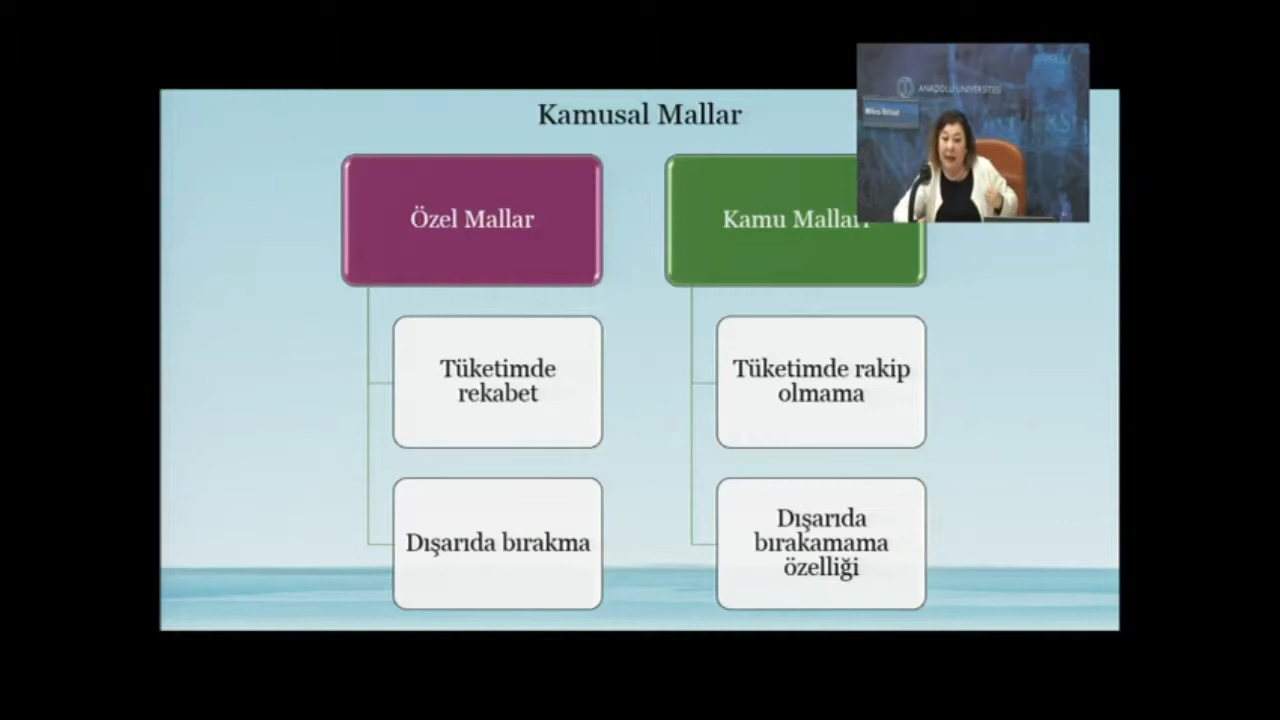 Kamusal Mallar
ANADOLU ÜNİVERSİTESİ
Özel Mallar
Kamu Malları
Tüketimde
rekabet
Tüketimde rakip
olmama
Dışarıda bırakma
Dışarıda
bırakamama
özelliği